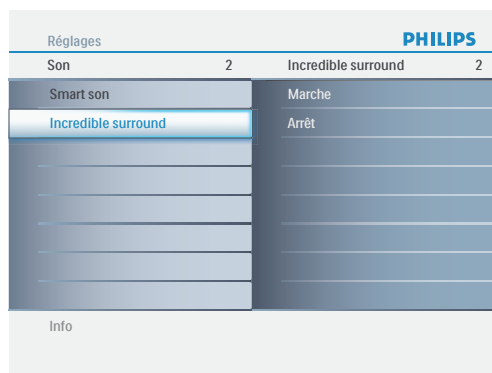 Réglages
PHILIPS
Son 2
Incredible surround 2
Smart son
Marche
Incredible surround
Arrêt
Info